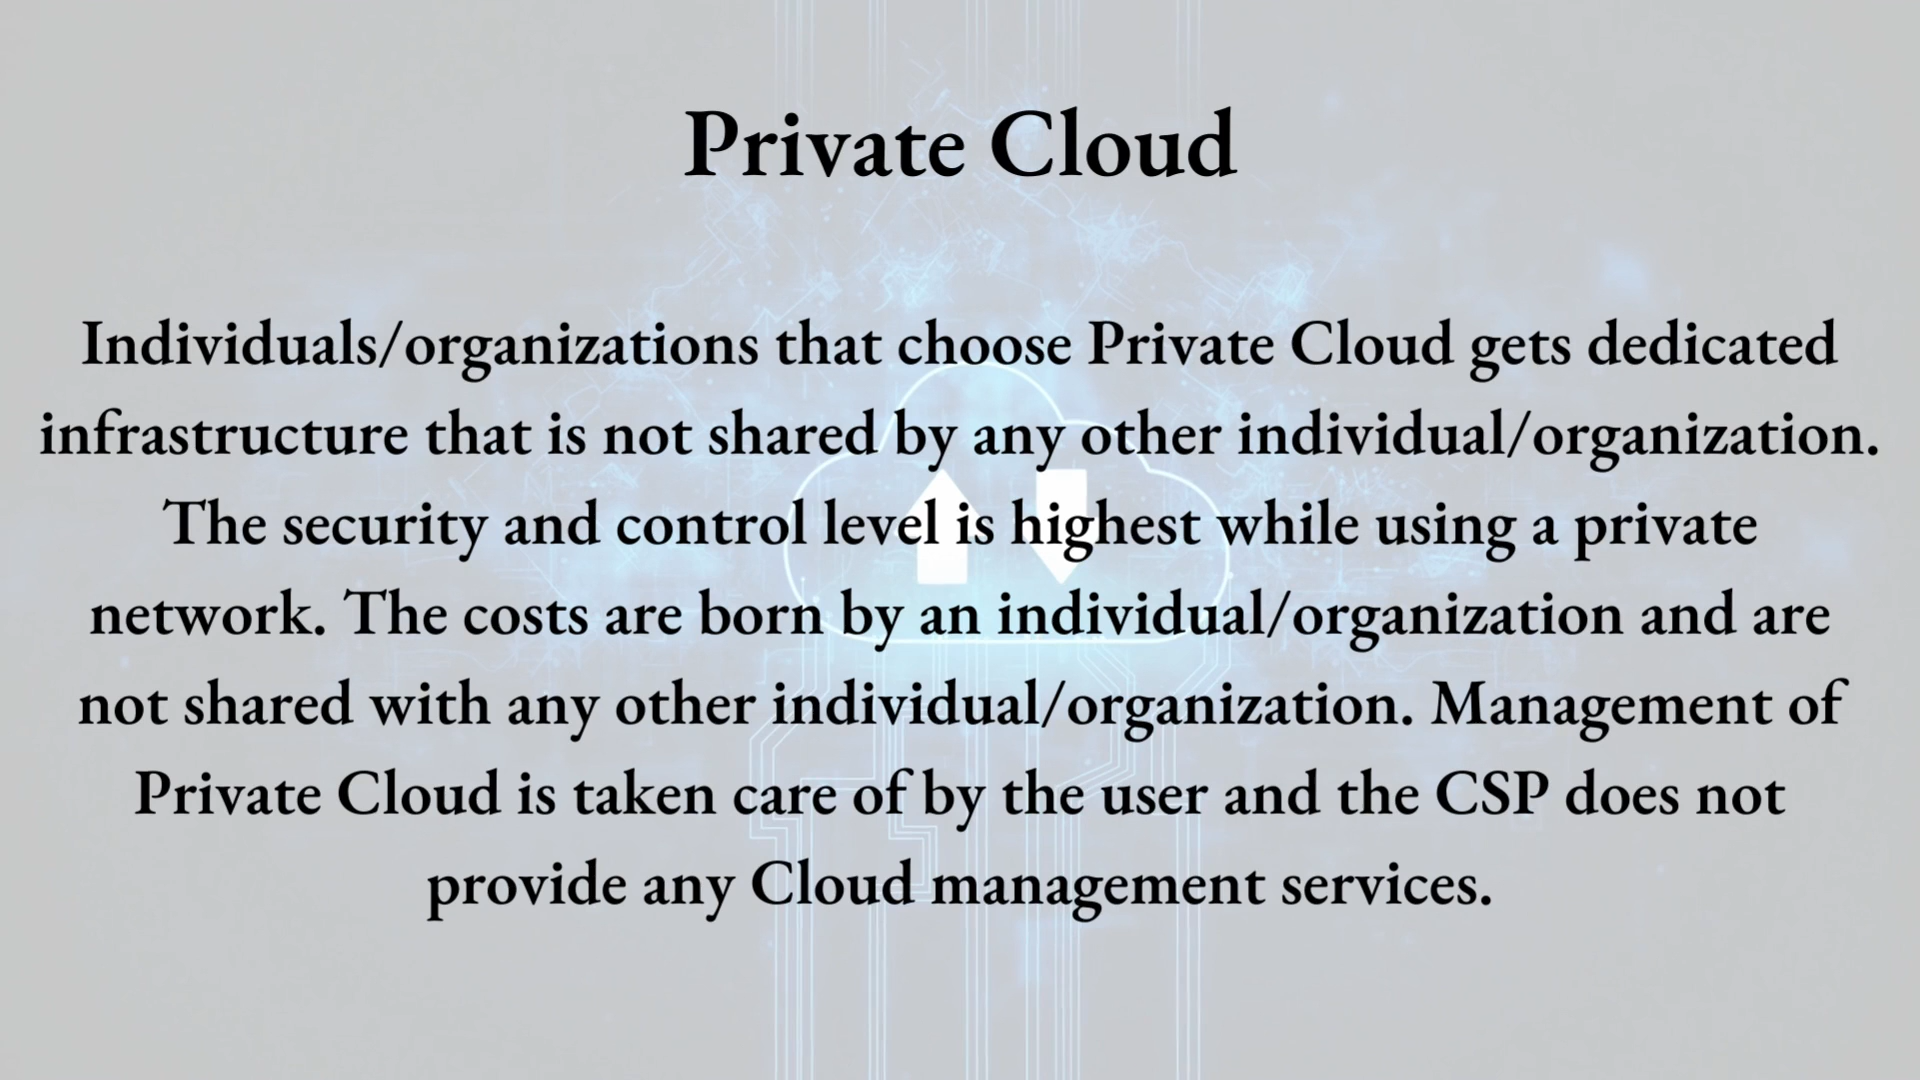 Private Cloud
Individuals/organizations that choose Private Cloud gets dedicated
infrastructure that is not shared by any other individual/organization.
The security and control level is highest while using a private
network. The costs are born by an individual/organization and are
not shared with any other individual/organization. Management of
Private Cloud is taken care of by the user and the CSP does not
provide any Cloud management services.